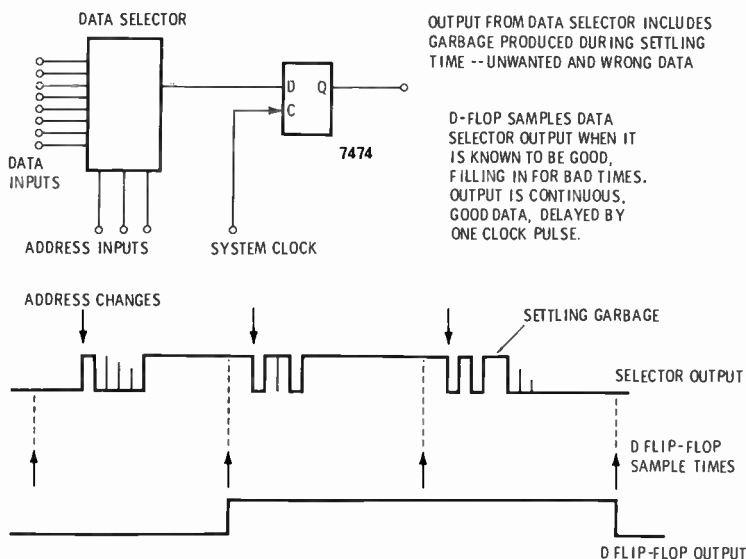 DATA SELECTOR
OUTPUT FROM DATA SELECTOR INCLUDES
GARBAGE PRODUCED DURING SETTLING
TIME -- UNWANTED AND WRONG DATA
D Q
C
7474
D-FLOP SAMPLES DATA
SELECTOR OUTPUT WHEN IT
IS KNOWN TO BE GOOD,
FILLING IN FOR BAD TIMES.
OUTPUT IS CONTINUOUS,
GOOD DATA, DELAYED BY
ONE CLOCK PULSE.
DATA
INPUTS
ADDRESS INPUTS
SYSTEM CLOCK
ADDRESS CHANGES
SETTLING GARBAGE
SELECTOR OUTPUT
D FLIP-FLOP
SAMPLE TIMES
D FLIP-FLOP OUTPUT